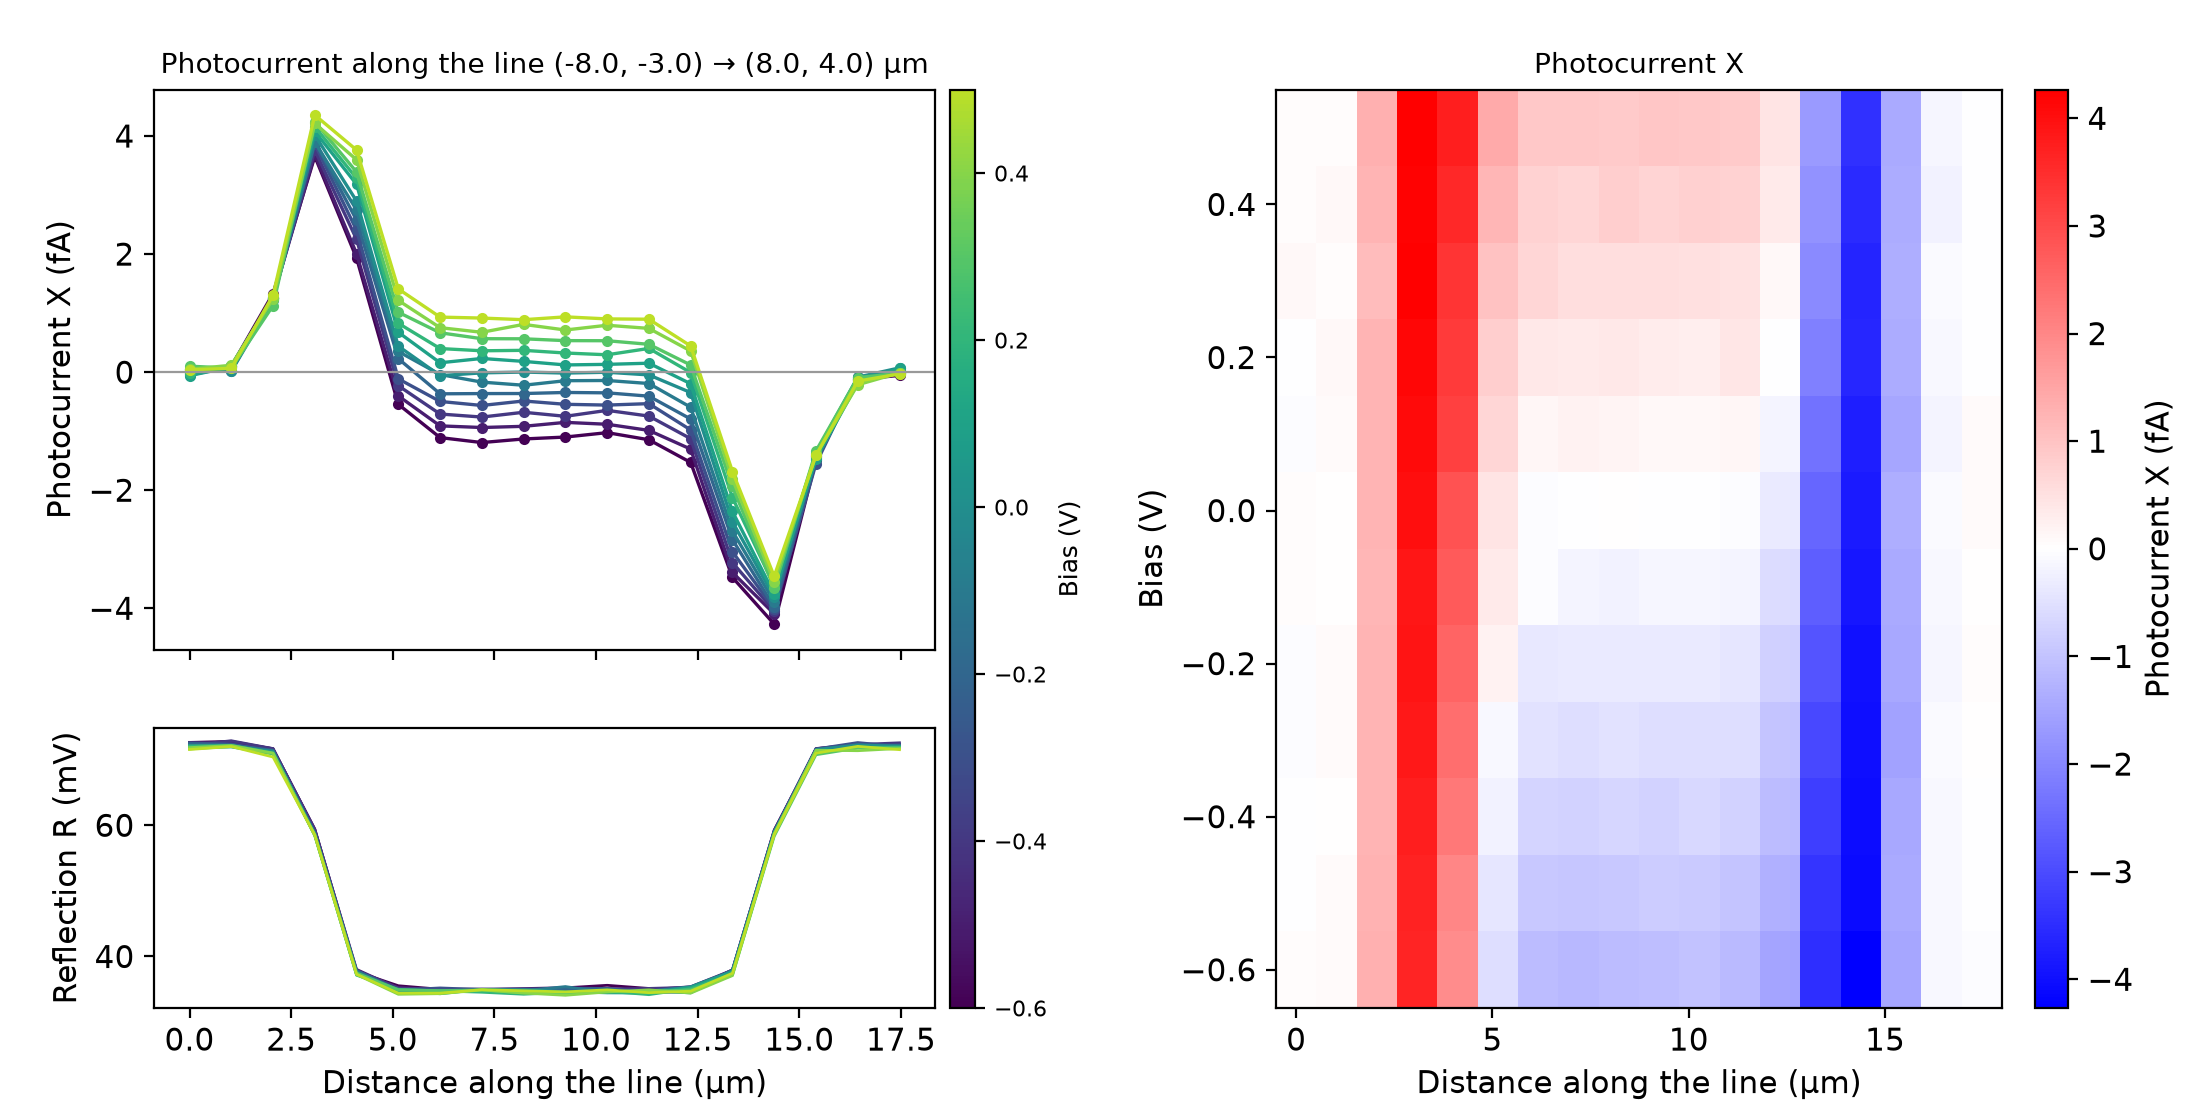 Photocurrent along the line (-8.0, -3.0) → (8.0, 4.0) μm
Photocurrent X (fA)
4
2
0
−2
−4
0.4
0.2
0.0
−0.2
−0.4
−0.6
Bias (V)
Reflection R (mV)
60
40
0.0 2.5 5.0 7.5 10.0 12.5 15.0 17.5
Distance along the line (μm)
Photocurrent X
Bias (V)
0.4
0.2
0.0
−0.2
−0.4
−0.6
0 5 10 15
Distance along the line (μm)
4
3
2
1
0
−1
−2
−3
−4
Photocurrent X (fA)